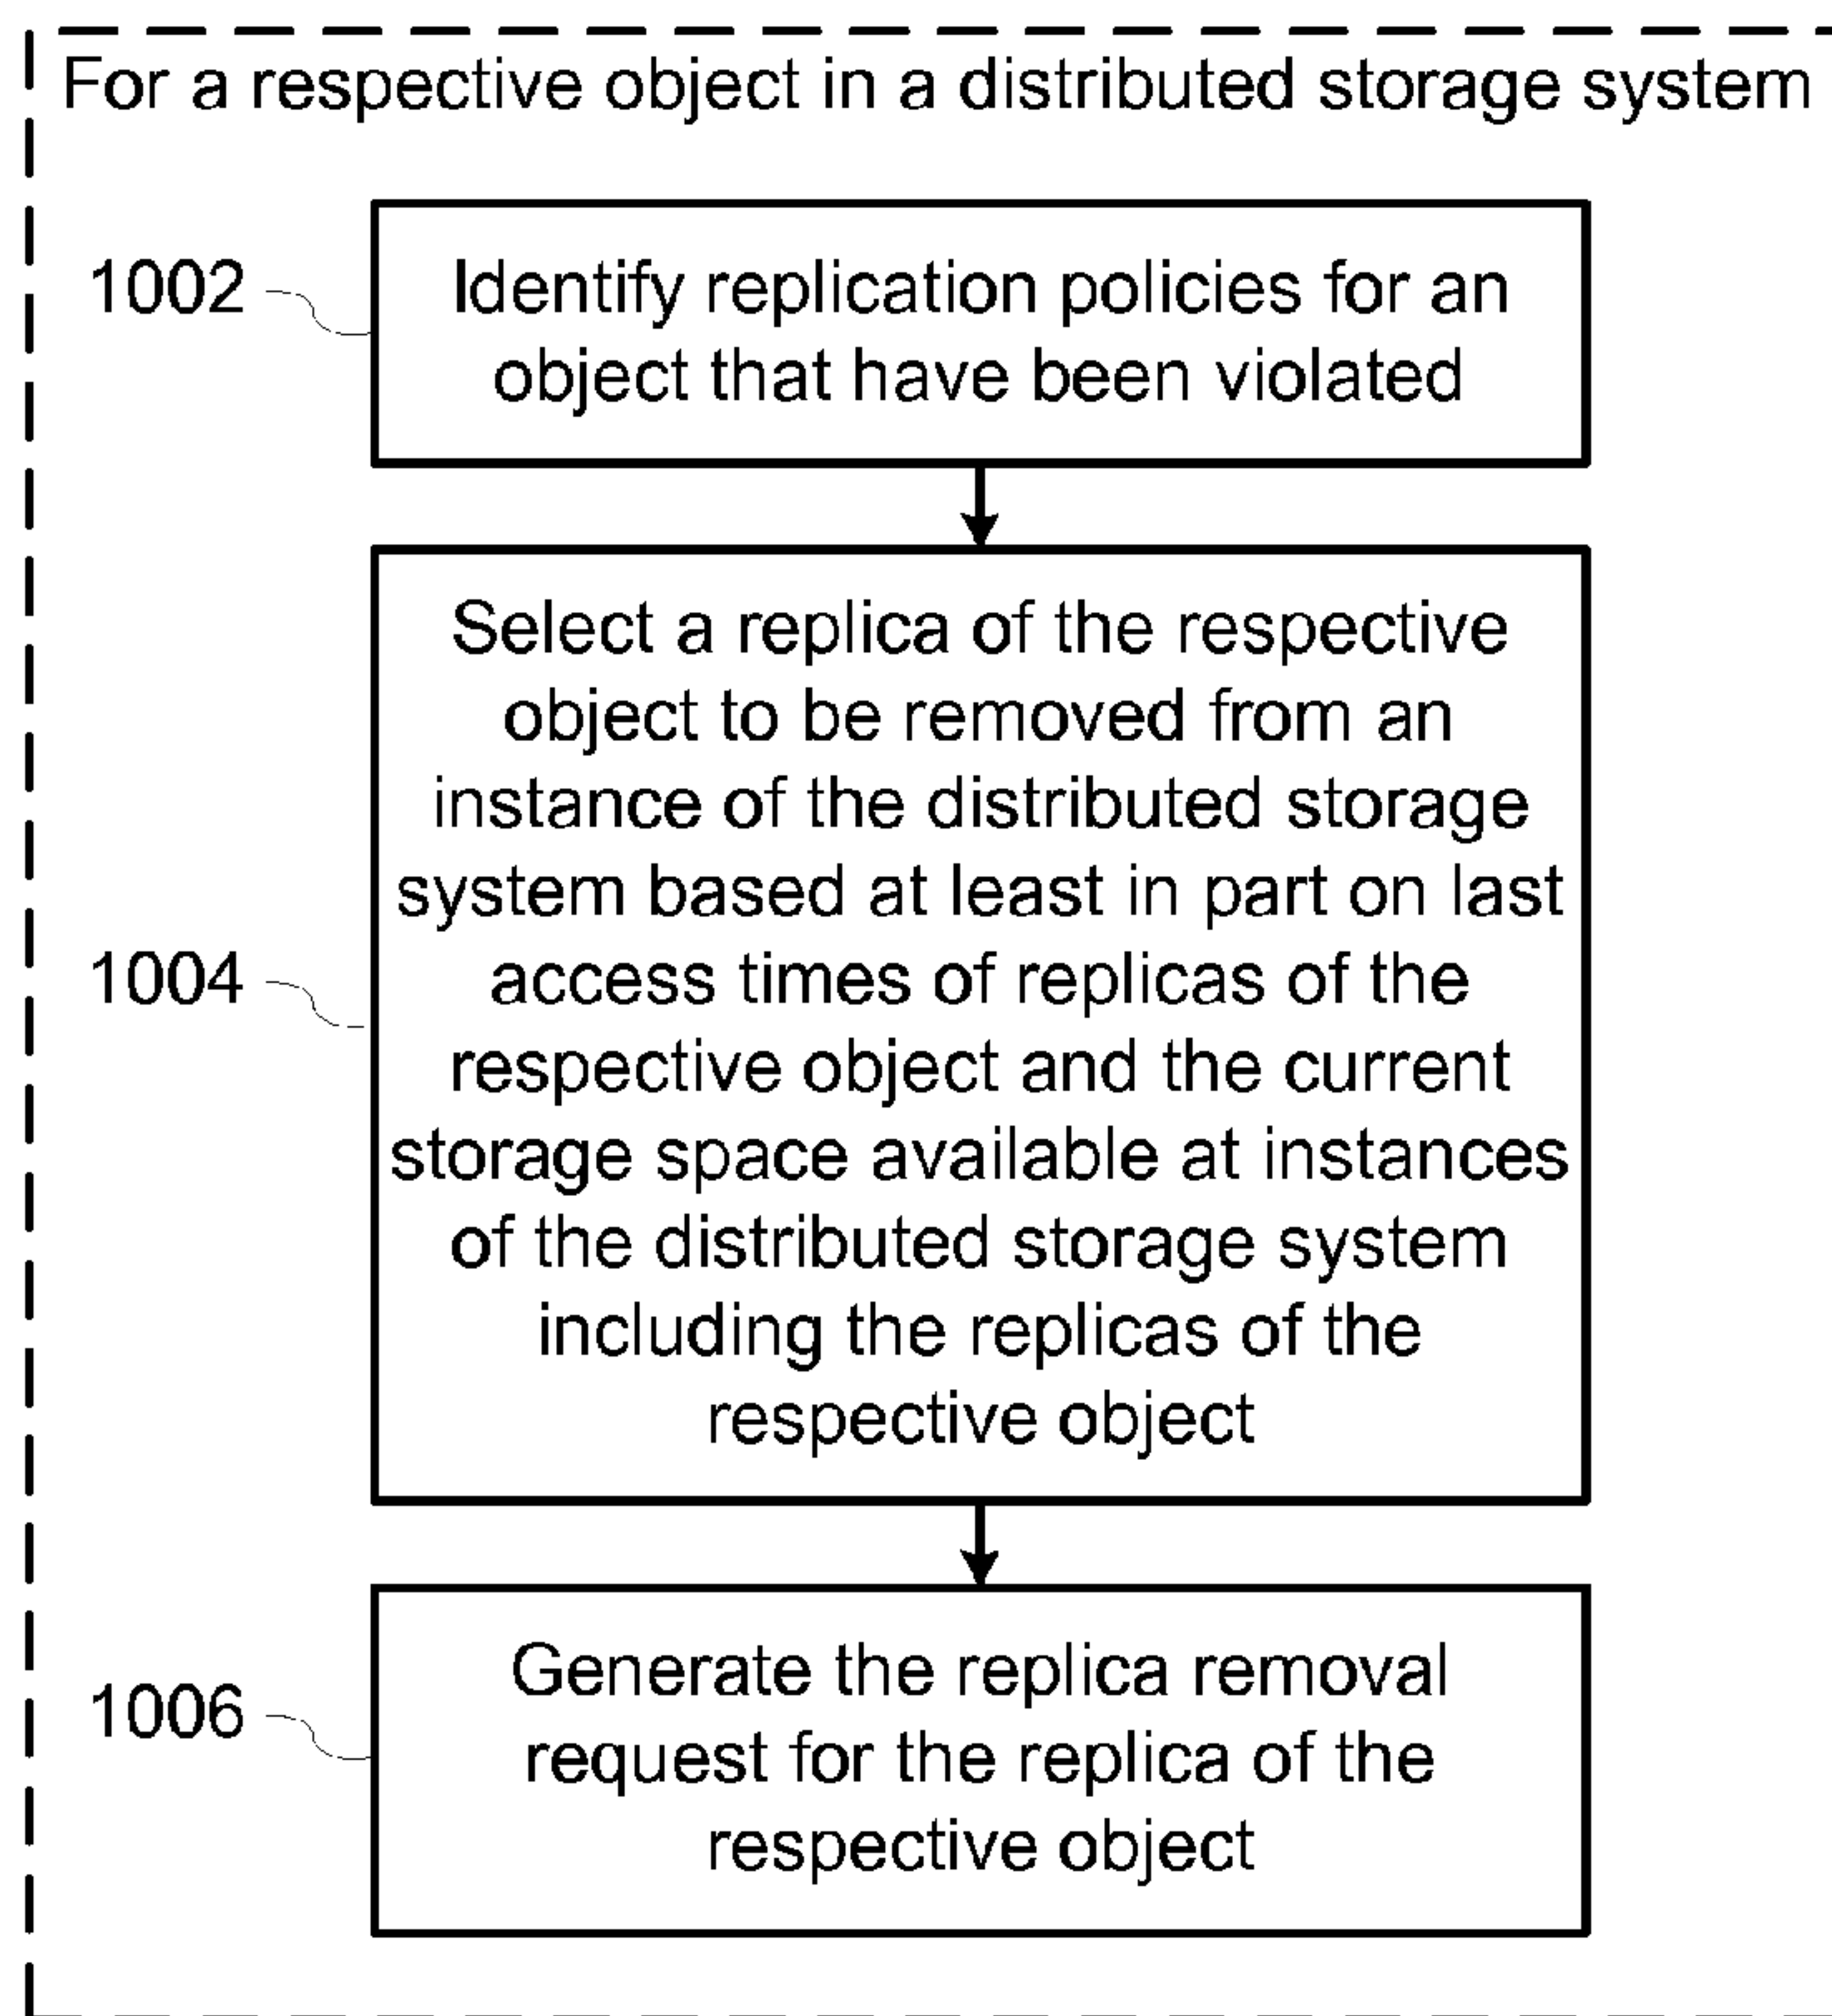 For a respective object in a distributed storage system
1002
Identify replication policies for an
object that have been violated
Select a replica of the respective
object to be removed from an
instance of the distributed storage
system based at least in part on last
1004
access times of replicas of the
respective object and the current
storage space available at instances
of the distributed storage system
including the replicas of the
respective object
1006
Generate the replica removal
request for the replica of the
respective object